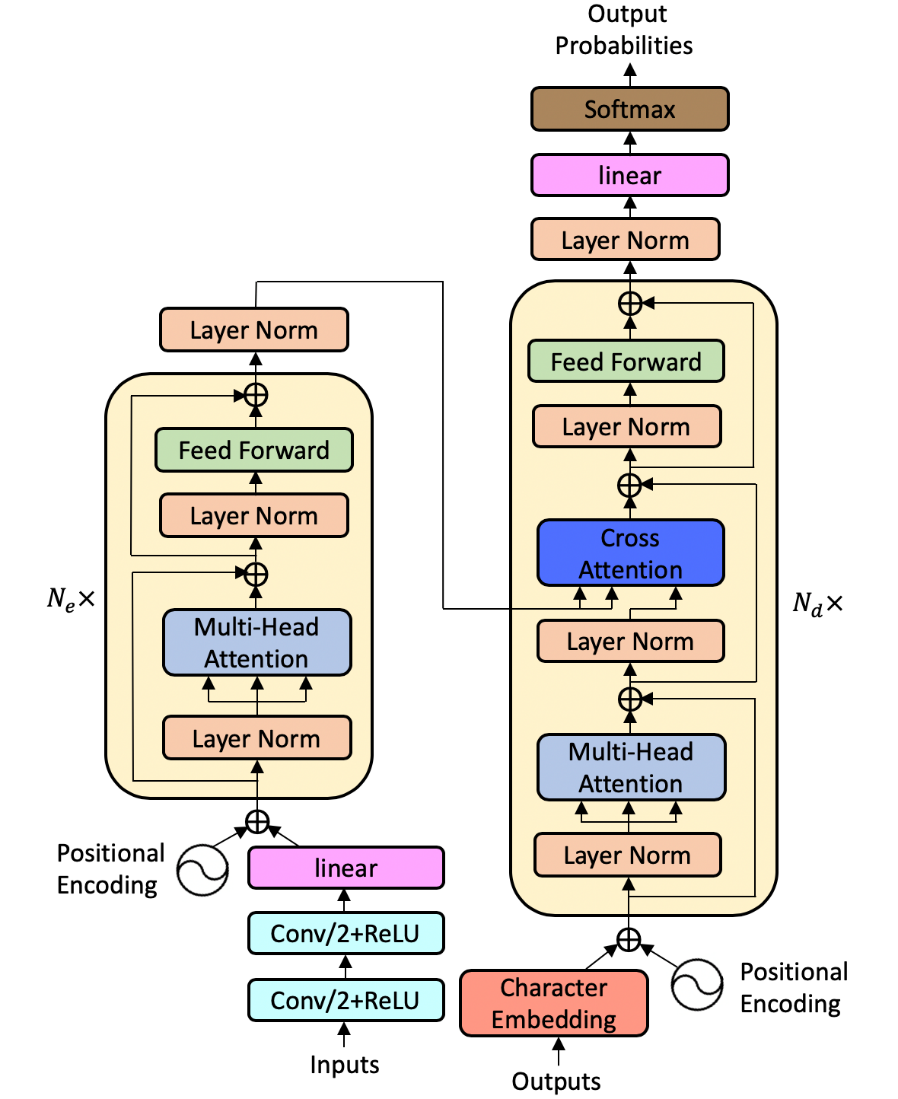 Output
Probabilities
Softmax
linear
Layer Norm
Feed Forward
Layer Norm
Cross
Attention
Layer Norm
Multi-Head
Attention
Layer Norm
N_d×
Positional
Encoding
Character
Embedding
Outputs
Layer Norm
Feed Forward
Layer Norm
N_e×
Multi-Head
Attention
Layer Norm
Positional
Encoding
linear
Conv/2+ReLU
Conv/2+ReLU
Inputs